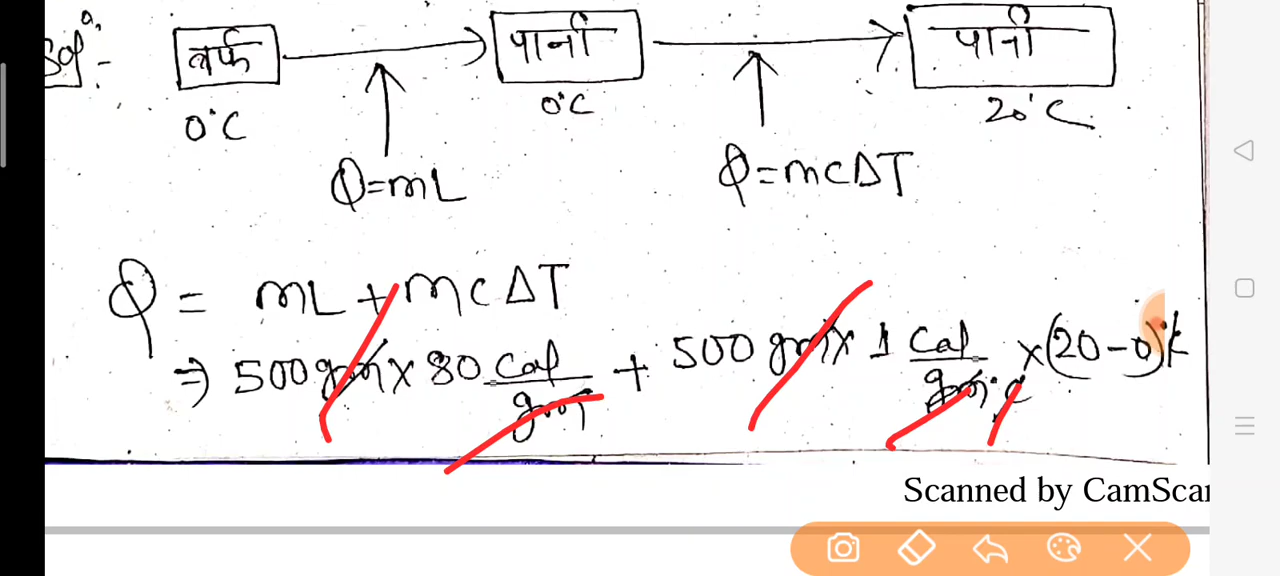 Solⁿ:-
बर्फ → पानी → पानी
0°C 0°C 20°C
Q=mL Q=mCΔT
Q = mL + mCΔT
⇒ 500 gm × 80 Cal/gm + 500 gm × 1 Cal/gm°C × (20-0)
Scanned by CamScan